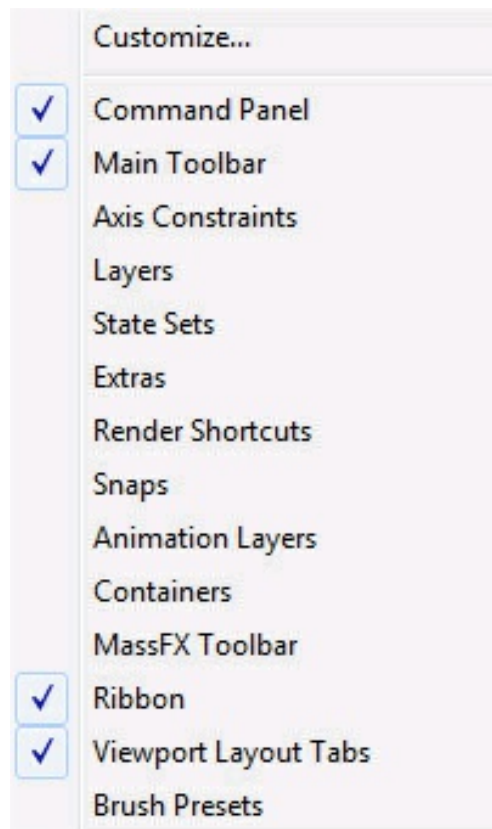 Customize...
Command Panel
Main Toolbar
Axis Constraints
Layers
State Sets
Extras
Render Shortcuts
Snaps
Animation Layers
Containers
MassFX Toolbar
Ribbon
Viewport Layout Tabs
Brush Presets